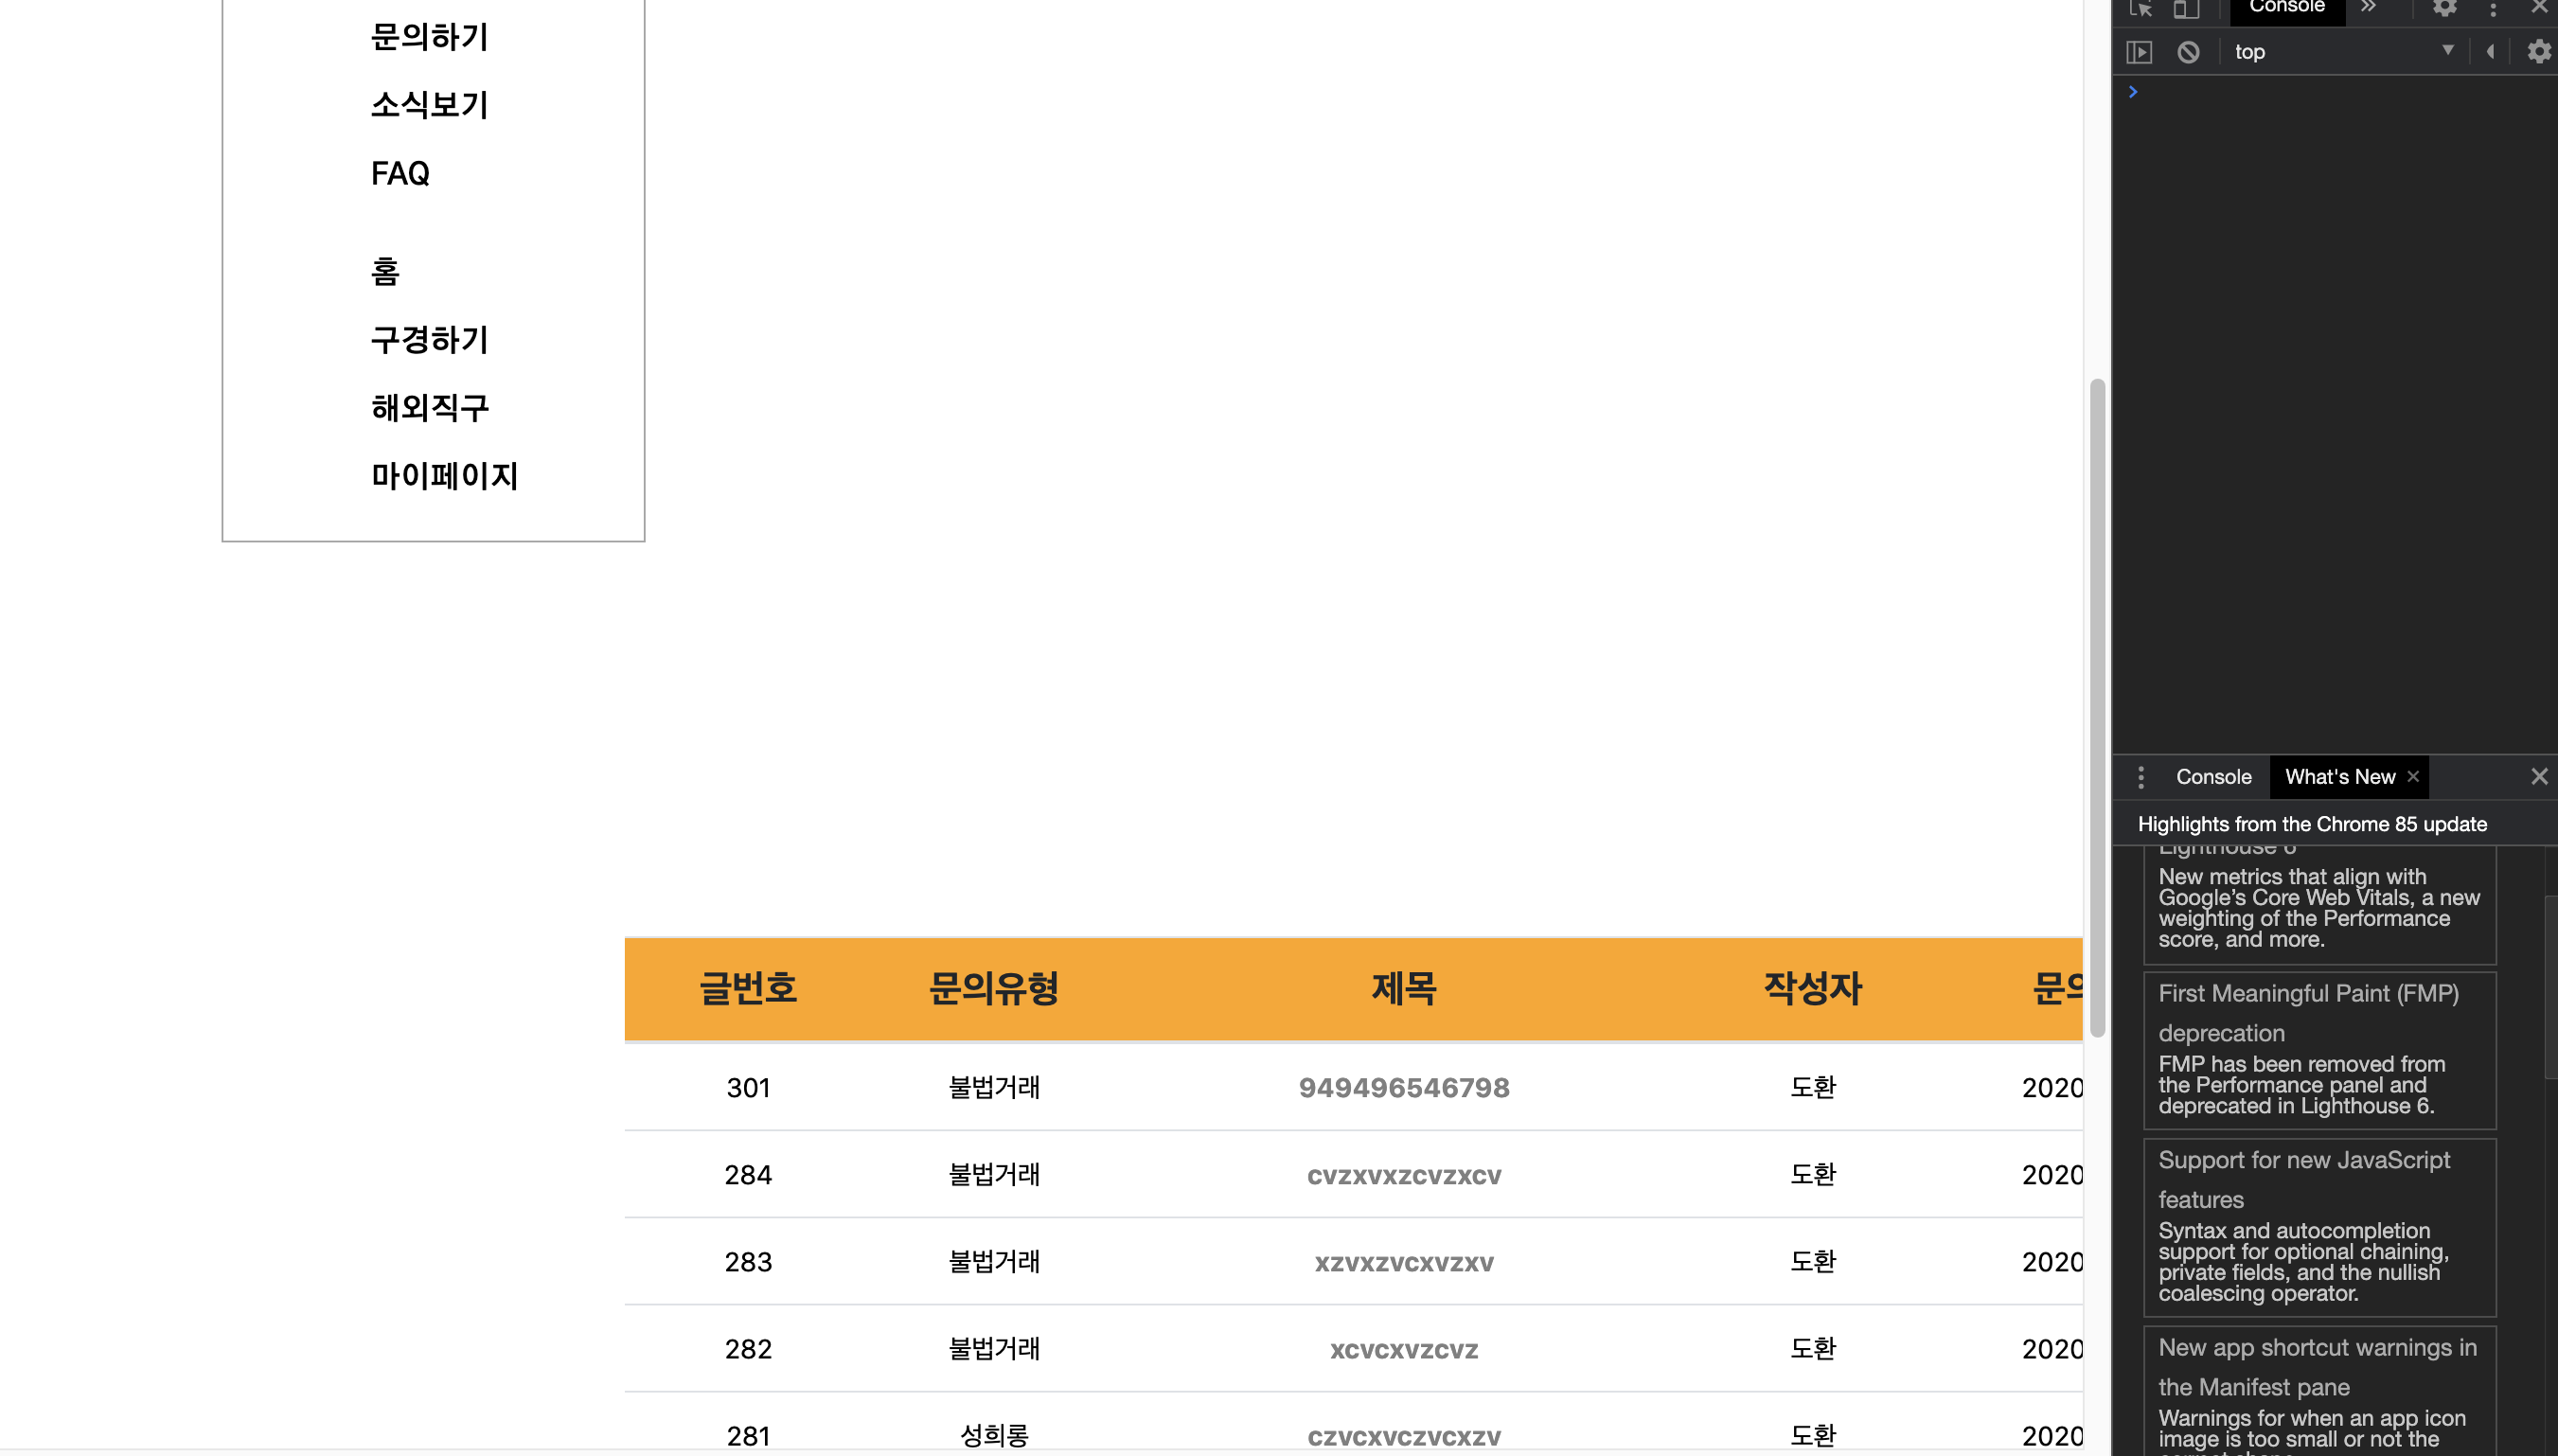 문의하기
소식보기
FAQ
홈
구경하기
해외직구
마이페이지
글번호 문의유형 제목 작성자 문의
301 불법거래 949496546798 도환 2020
284 불법거래 cvzxvxzcvzxcv 도환 2020
283 불법거래 xzvxzvcxvzxv 도환 2020
282 불법거래 xcvcxvzcvz 도환 2020
281 성희롱 czvcxvczvcxzv 도환 2020
Console
top
Console What's New
Highlights from the Chrome 85 update
Lighthouse 6
New metrics that align with
Google's Core Web Vitals, a new
weighting of the Performance
score, and more.
First Meaningful Paint (FMP)
deprecation
FMP has been removed from
the Performance panel and
deprecated in Lighthouse 6.
Support for new JavaScript
features
Syntax and autocompletion
support for optional chaining,
private fields, and the nullish
coalescing operator.
New app shortcut warnings in
the Manifest pane
Warnings for when an app icon
image is too small or not the